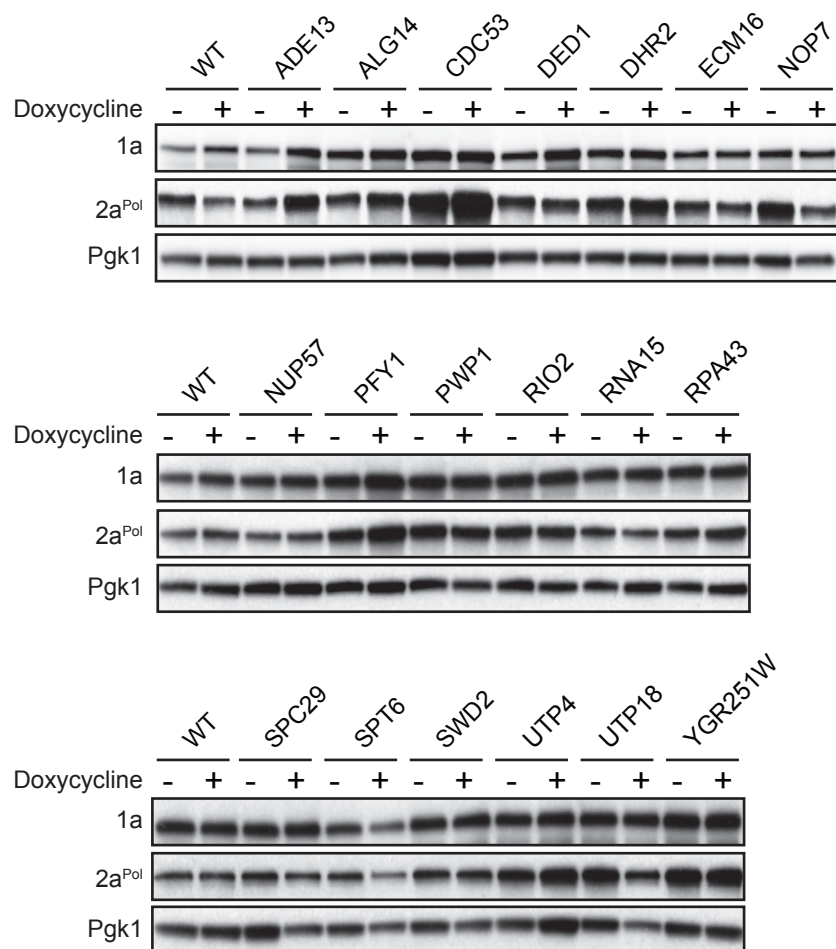 WT ADE13 ALG14 CDC53 DED1 DHR2 ECM16 NOP7
Doxycycline - + - + - + - + - + - + - + - +
1a
2aPol
Pgk1
WT NUP57 PFY1 PWP1 RIO2 RNA15 RPA43
Doxycycline - + - + - + - + - + - + - +
1a
2aPol
Pgk1
WT SPC29 SPT6 SWD2 UTP4 UTP18 YGR251W
Doxycycline - + - + - + - + - + - + - +
1a
2aPol
Pgk1